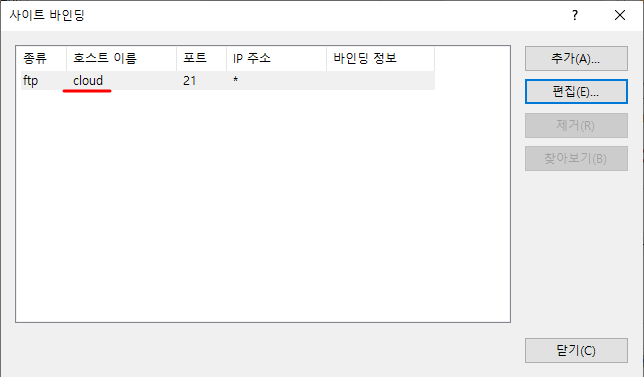 사이트 바인딩
종류 호스트 이름 포트 IP 주소 바인딩 정보
ftp cloud 21 *
추가(A)...
편집(E)...
제거(R)
찾아보기(B)
닫기(C)